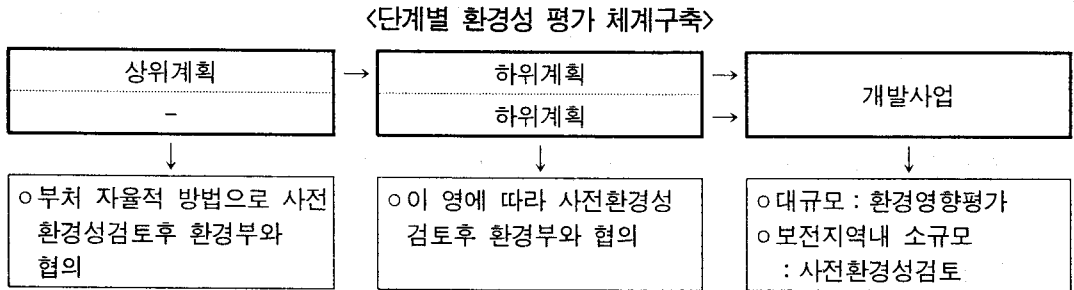 <단계별 환경성 평가 체계구축>
상위계획 → 하위계획 → 개발사업
- 하위계획 →
↓ ↓ ↓
○부처 자율적 방법으로 사전
환경성검토후 환경부와
협의
○이 영에 따라 사전환경성
검토후 환경부와 협의
○대규모 : 환경영향평가
○보전지역내 소규모
: 사전환경성검토